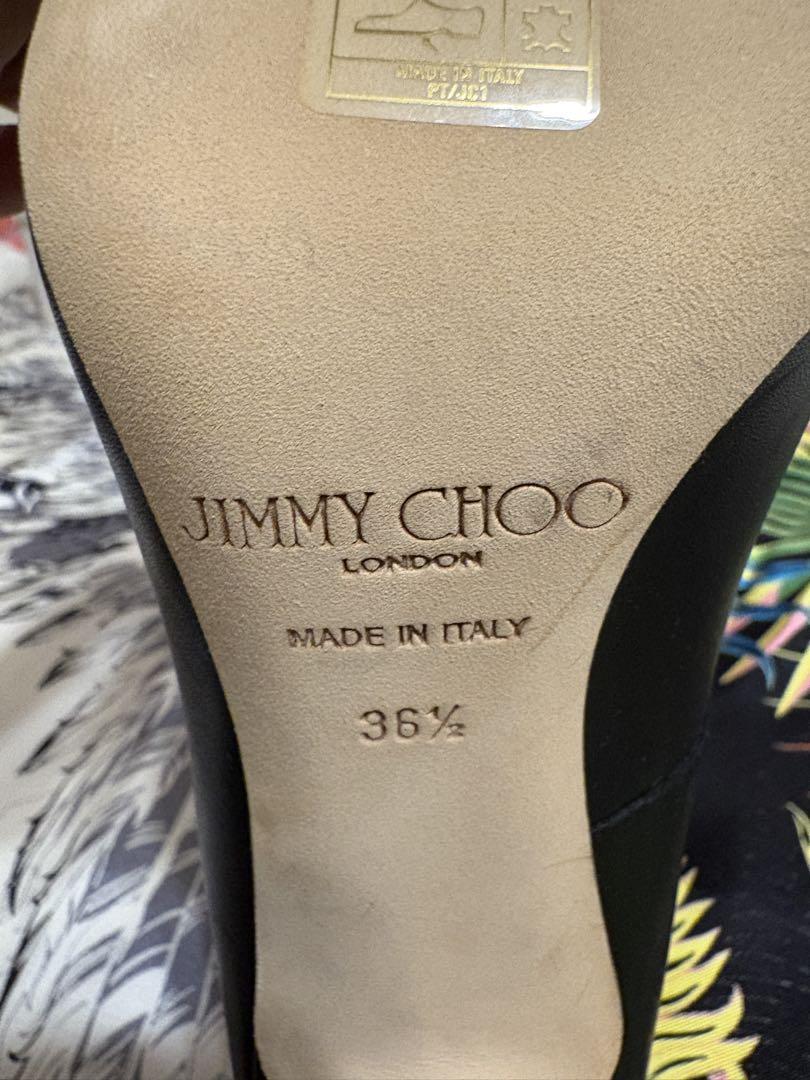 MADE IN ITALY
PT/JC1
JIMMY CHOO
LONDON
MADE IN ITALY
36½